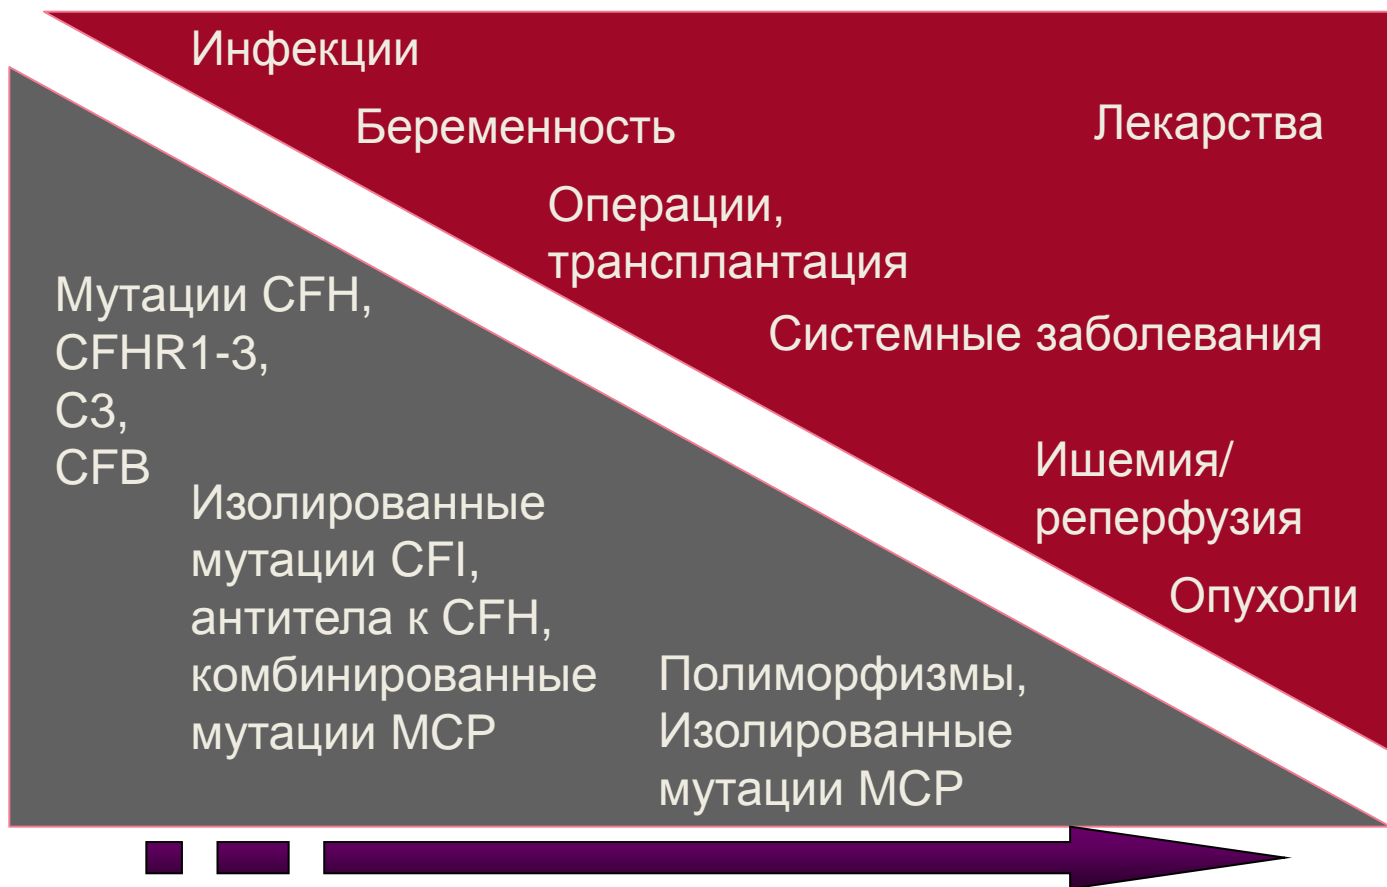 Инфекции
Беременность
Лекарства
Операции,
трансплантация
Системные заболевания
Ишемия/
реперфузия
Опухоли
Мутации CFH,
CFHR1-3,
C3,
CFB
Изолированные
мутации CFI,
антитела к CFH,
комбинированные
мутации MCP
Полиморфизмы,
Изолированные
мутации MCP